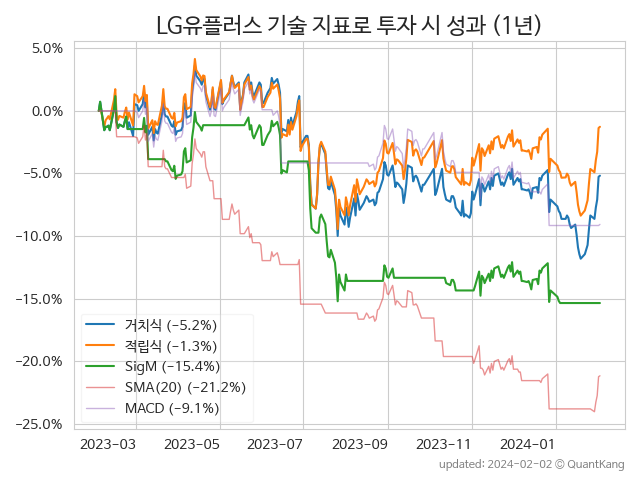 LG유플러스 기술 지표로 투자 시 성과 (1년)
5.0%
0.0%
−5.0%
−10.0%
−15.0%
−20.0%
−25.0%
거치식 (−5.2%)
적립식 (−1.3%)
SigM (−15.4%)
SMA(20) (−21.2%)
MACD (−9.1%)
2023-03 2023-05 2023-07 2023-09 2023-11 2024-01
updated: 2024-02-02 © QuantKang